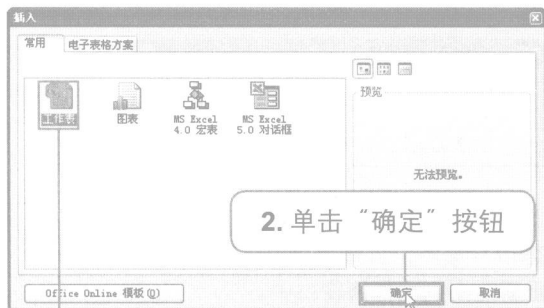 插入
常用 电子表格方案
预览
图表
MS Excel
4.0 宏表
MS Excel
5.0 对话框
无法预览。
2. 单击“确定”按钮
Office Online 模板(Q)
确定
取消